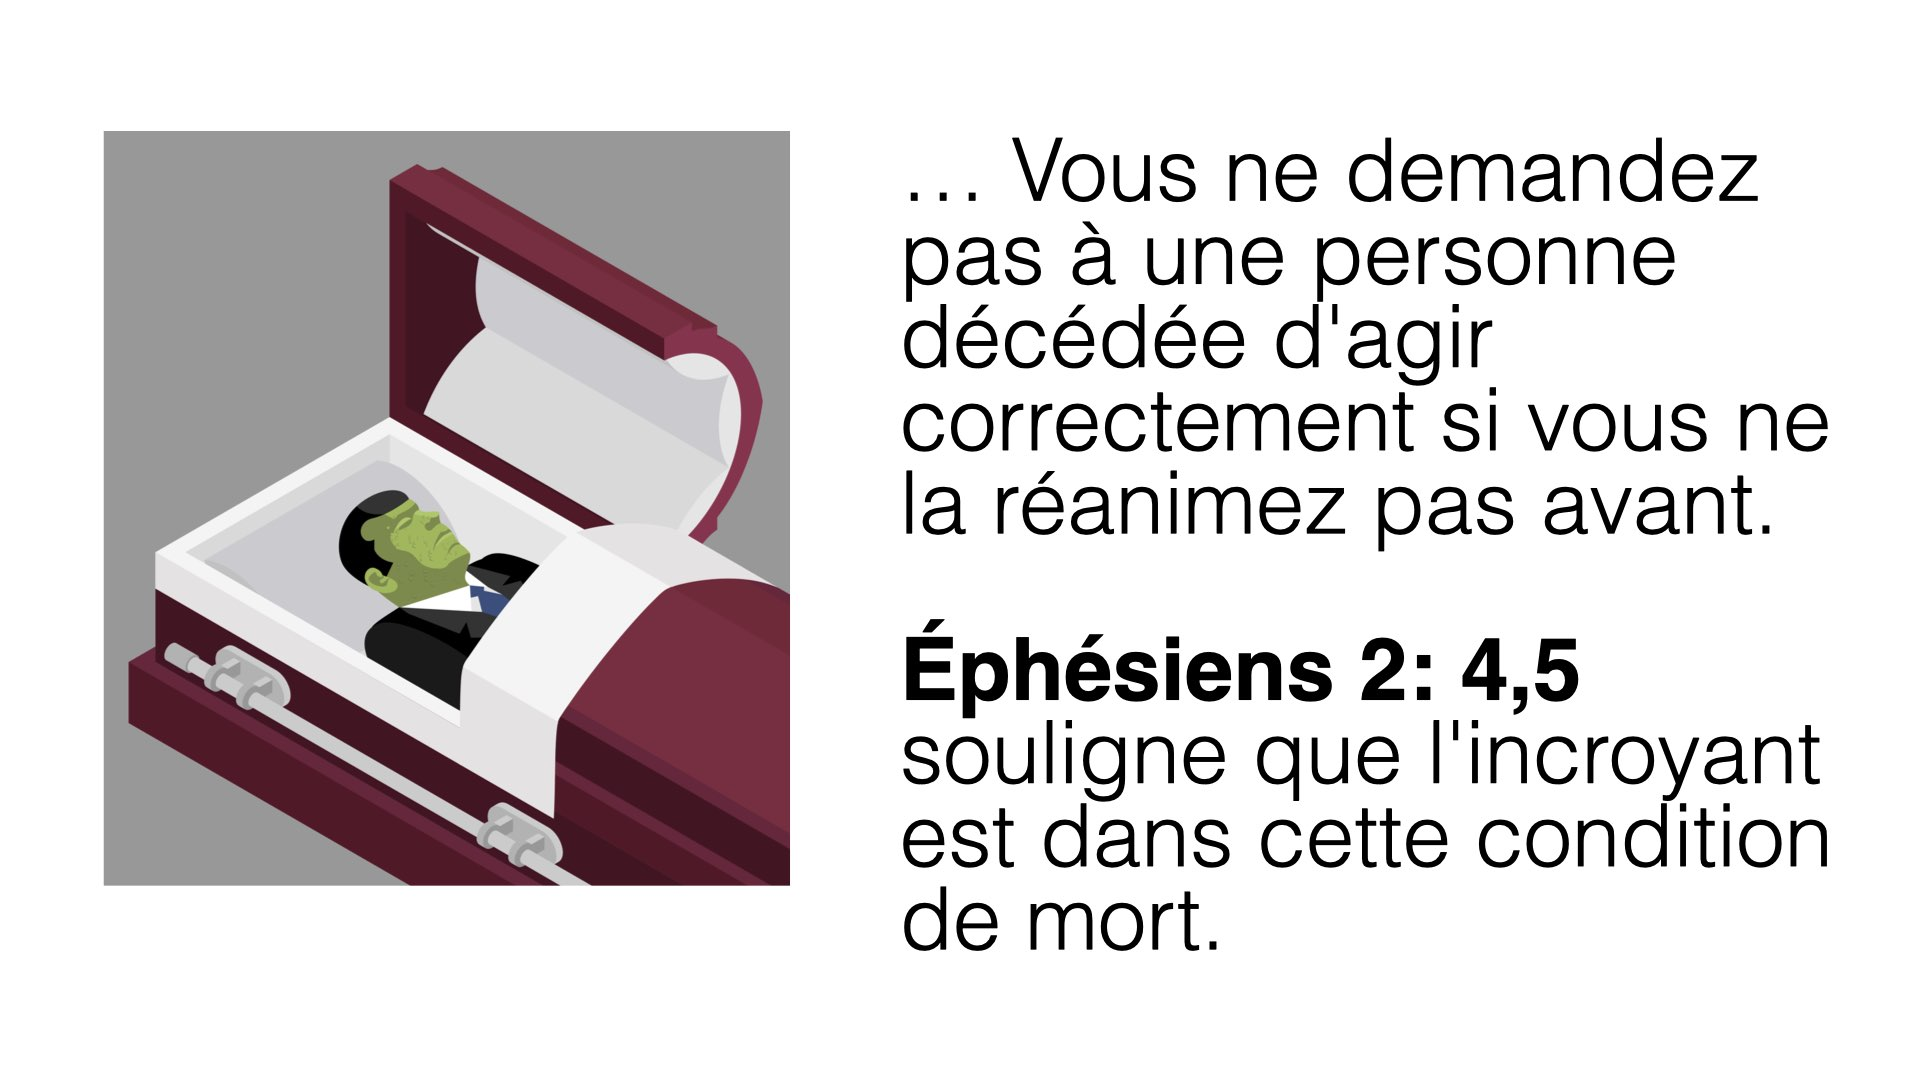 … Vous ne demandez
pas à une personne
décédée d'agir
correctement si vous ne
la réanimez pas avant.
Éphésiens 2: 4,5
souligne que l'incroyant
est dans cette condition
de mort.